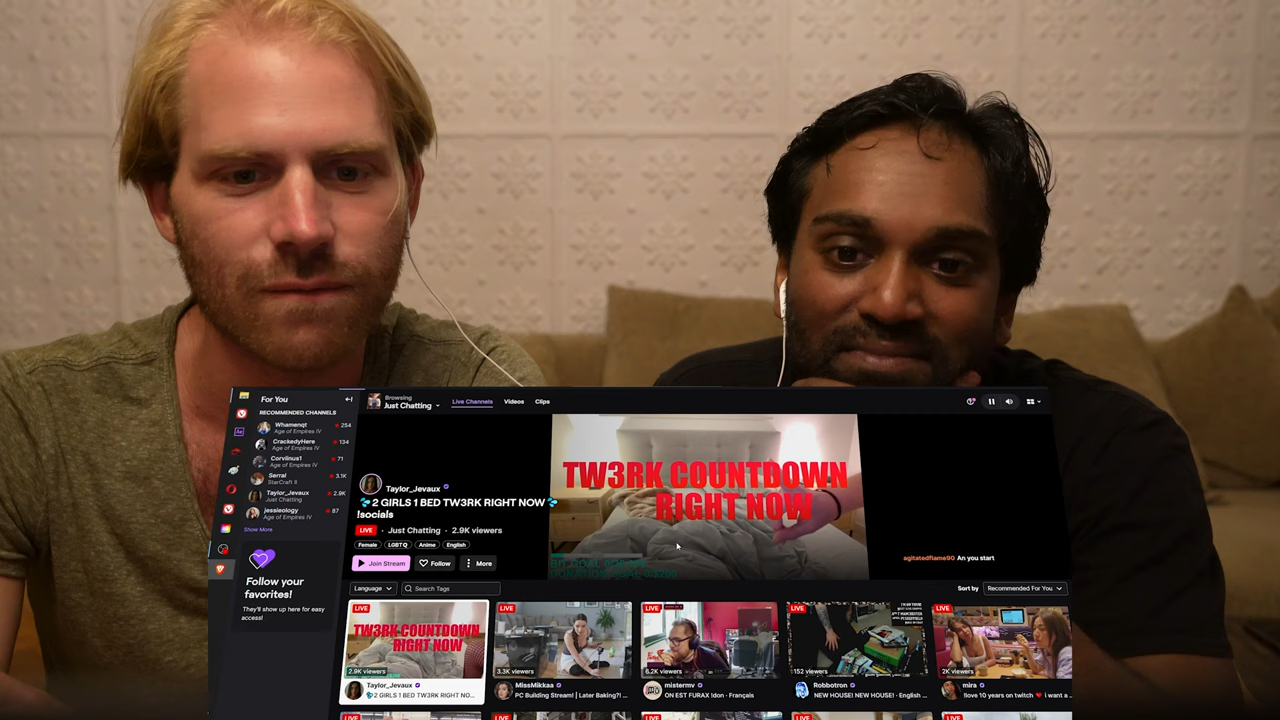 For You
RECOMMENDED CHANNELS
Whamenqt
Age of Empires IV
254
CrackedyHere
Age of Empires IV
134
Corvinus1
Age of Empires IV
71
Serral
StarCraft II
3.1K
Taylor_Jevaux
Just Chatting
2.9K
jessieology
Age of Empires IV
87
Show More
Follow your
favorites!
They'll show up here for easy
access!
Browsing
Just Chatting
Live Channels
Videos
Clips
Taylor_Jevaux
2 GIRLS 1 BED TW3RK RIGHT NOW
!socials
LIVE · Just Chatting · 2.9K viewers
Female LGBTQ Anime English
Join Stream Follow More
TW3RK COUNTDOWN
RIGHT NOW
agitatedflame90 An you start
Language
Search Tags
Sort by Recommended For You
LIVE
TW3RK COUNTDOWN
RIGHT NOW
2.9K viewers
Taylor_Jevaux
2 GIRLS 1 BED TW3RK RIGHT NO...
LIVE
3.3K viewers
MissMikkaa
PC Building Stream! | Later Baking?! ...
LIVE
6.2K viewers
mistermv
ON EST FURAX !don - Français
LIVE
152 viewers
Robbotron
NEW HOUSE! NEW HOUSE! - English ...
LIVE
2K viewers
mira
!love 10 years on twitch ❤ i want a ...
LIVE
LIVE
LIVE
LIVE
LIVE